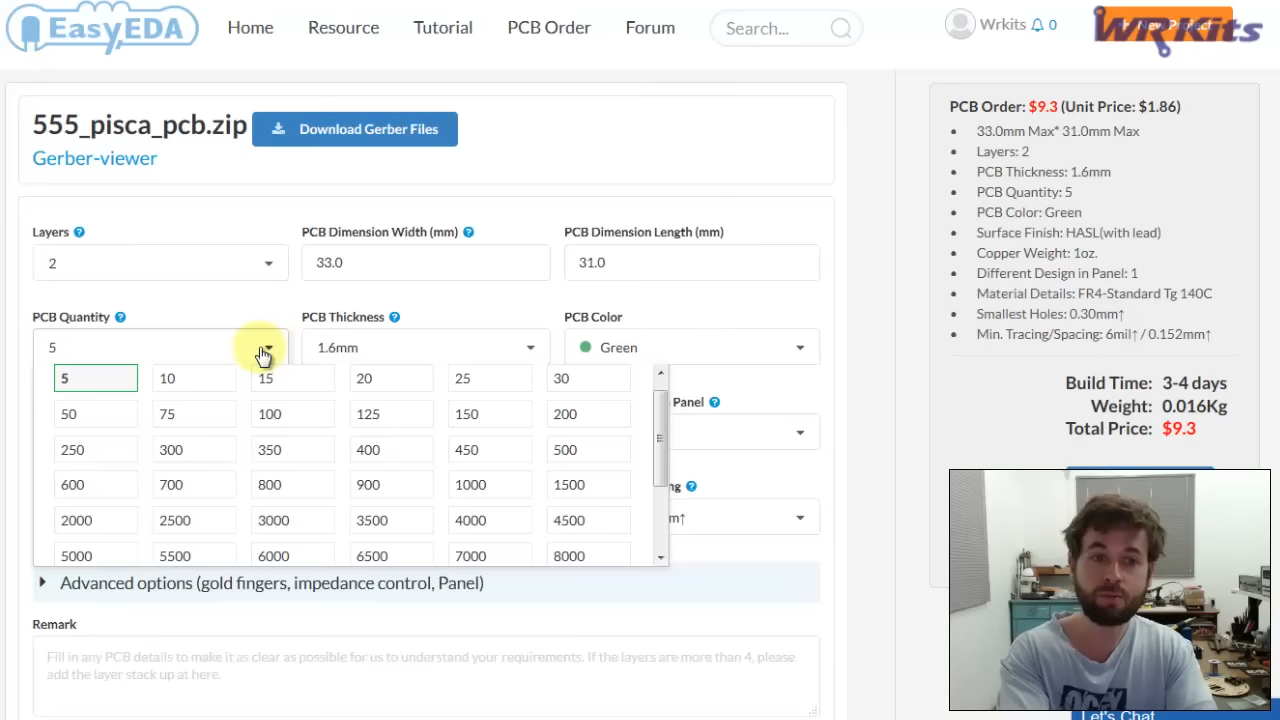 EasyEDA
Home
Resource
Tutorial
PCB Order
Forum
Search...
Wrkits
0
+ New Project
WRKits
555_pisca_pcb.zip
Download Gerber Files
Gerber-viewer
Layers ?
PCB Dimension Width (mm) ?
PCB Dimension Length (mm)
2
33.0
31.0
PCB Quantity ?
PCB Thickness ?
PCB Color
5
1.6mm
Green
5 10 15 20 25 30
50 75 100 125 150 200
250 300 350 400 450 500
600 700 800 900 1000 1500
2000 2500 3000 3500 4000 4500
5000 5500 6000 6500 7000 8000
Panel ?
ng ?
m↑
Advanced options (gold fingers, impedance control, Panel)
Remark
Fill in any PCB details to make it as clear as possible for us to understand your requirements. If the layers are more than 4, please
add the layer stack up at here.
PCB Order: $9.3 (Unit Price: $1.86)
33.0mm Max* 31.0mm Max
Layers: 2
PCB Thickness: 1.6mm
PCB Quantity: 5
PCB Color: Green
Surface Finish: HASL(with lead)
Copper Weight: 1oz.
Different Design in Panel: 1
Material Details: FR4-Standard Tg 140C
Smallest Holes: 0.30mm↑
Min. Tracing/Spacing: 6mil↑ / 0.152mm↑
Build Time: 3-4 days
Weight: 0.016Kg
Total Price: $9.3
Let's Chat